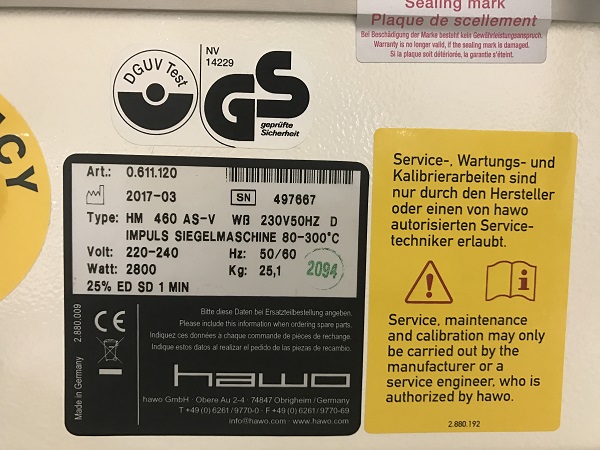 Sealing mark
Plaque de scellement
Bei Beschädigung der Marke besteht kein Gewährleistungsanspruch.
Warranty is no longer valid, if the sealing mark is damaged.
Si la plaque soit détériorée, la garantie s'éteint.
DGUV Test
NV
14229
GS
geprüfte
Sicherheit
ACY
Art.: 0.611.120
2017-03 SN 497667
Type: HM 460 AS-V WB 230V50HZ D
IMPULS SIEGELMASCHINE 80-300°C
Volt: 220-240 Hz: 50/60
Watt: 2800 Kg: 25,1 2094
25% ED SD 1 MIN
Made in Germany 2.880.009
CE
Bitte diese Daten bei Ersatzteilbestellung angeben.
Please include this information when ordering spare parts.
Indiquez ces données à chaque commande de pièces de rechange.
Indique estos datos al realizar el pedido de las piezas de recambio.
hawo
hawo GmbH · Obere Au 2-4 · 74847 Obrigheim /Germany
T +49 (0) 6261/9770-0 · F +49 (0) 6261/9770-69
info@hawo.com · www.hawo.com
Service-, Wartungs- und
Kalibrierarbeiten sind
nur durch den Hersteller
oder einen von hawo
autorisierten Service-
techniker erlaubt.
Service, maintenance
and calibration may only
be carried out by the
manufacturer or a
service engineer, who is
authorized by hawo.
2.880.192